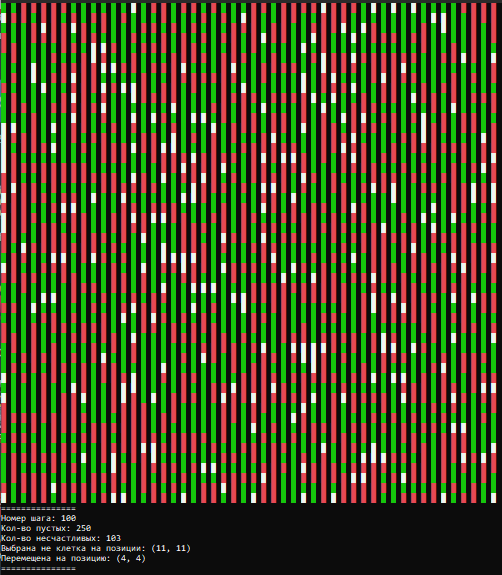 ===============
Номер шага: 100
Кол-во пустых: 250
Кол-во несчастливых: 103
Выбрана не клетка на позиции: (11, 11)
Перемещена на позицию: (4, 4)
===============